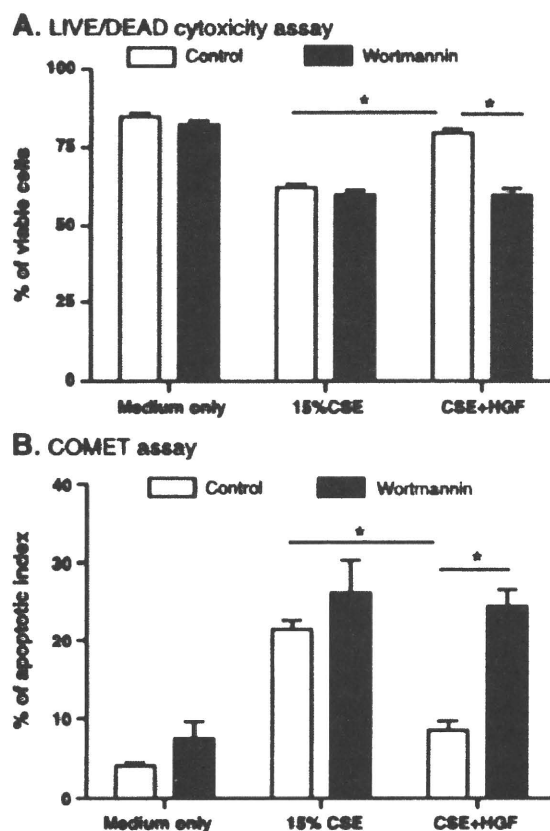 A. LIVE/DEAD cytoxicity assay
Control Wortmannin
100
75
50
25
0
% of viable cells
* *
Medium only 15%CSE CSE+HGF
B. COMET assay
Control Wortmannin
40
30
20
10
0
% of apoptotic index
* *
Medium only 15% CSE CSE+HGF